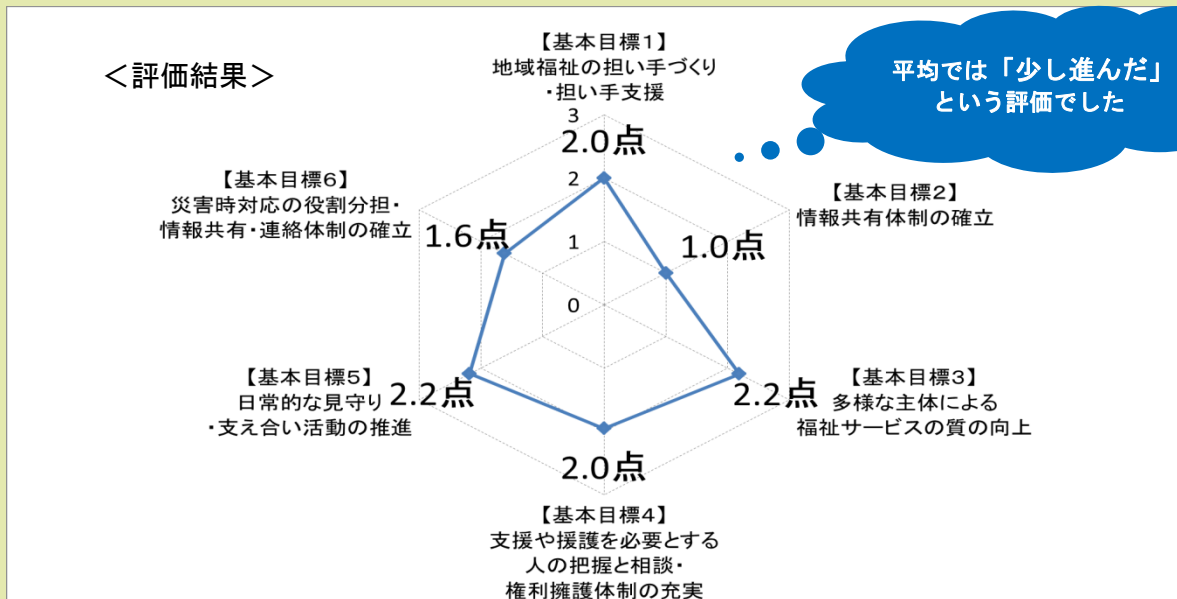 ＜評価結果＞
平均では「少し進んだ」
という評価でした
【基本目標１】
地域福祉の担い手づくり
・担い手支援
3
2.0点
2
1
0
【基本目標２】
情報共有体制の確立
1.0点
【基本目標３】
多様な主体による
福祉サービスの質の向上
2.2点
【基本目標４】
支援や援護を必要とする
人の把握と相談・
権利擁護体制の充実
2.0点
【基本目標５】
日常的な見守り
・支え合い活動の推進
2.2点
【基本目標６】
災害時対応の役割分担・
情報共有・連絡体制の確立
1.6点